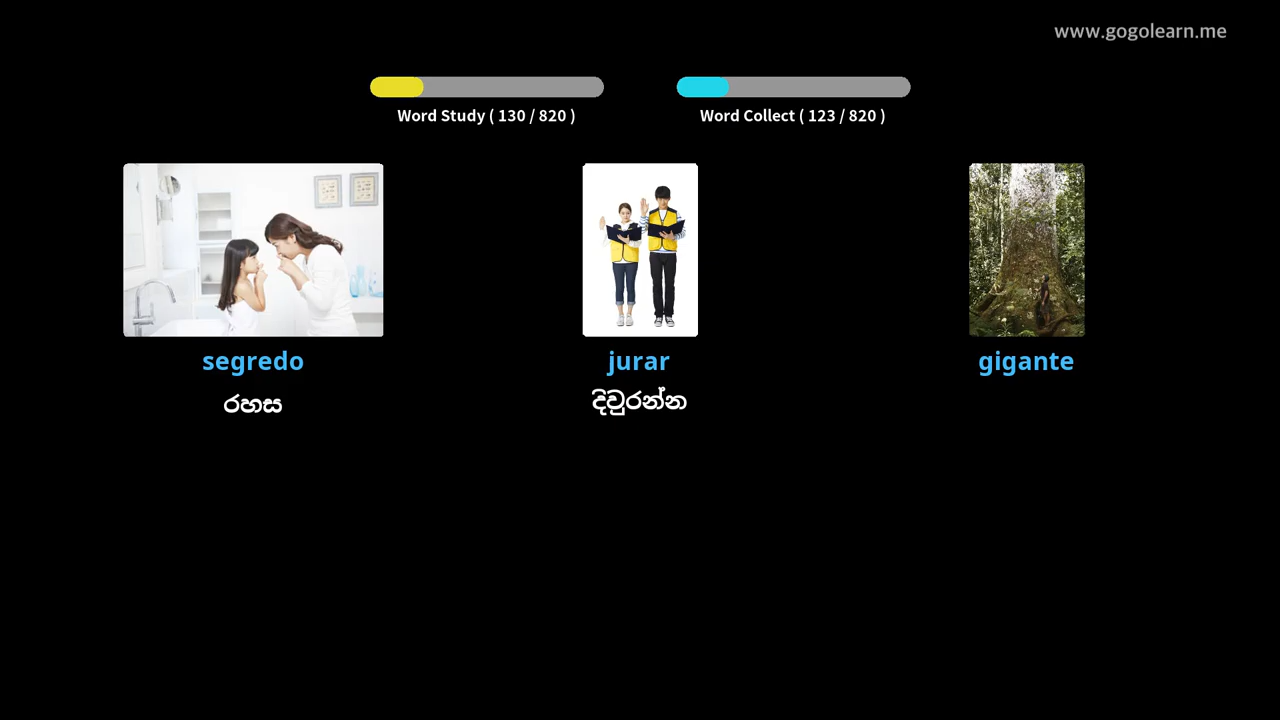 www.gogolearn.me
Word Study ( 130 / 820 )
Word Collect ( 123 / 820 )
segredo
රහස
jurar
දිවුරන්න
gigante